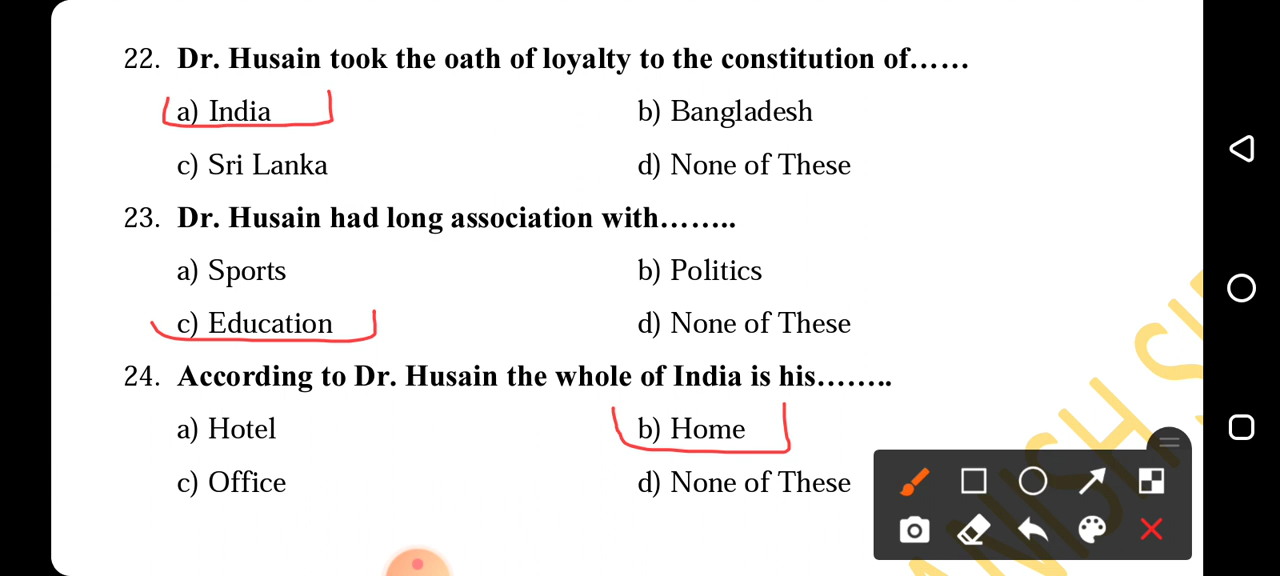 22. Dr. Husain took the oath of loyalty to the constitution of......
a) India b) Bangladesh
c) Sri Lanka d) None of These
23. Dr. Husain had long association with........
a) Sports b) Politics
c) Education d) None of These
24. According to Dr. Husain the whole of India is his........
a) Hotel b) Home
c) Office d) None of These